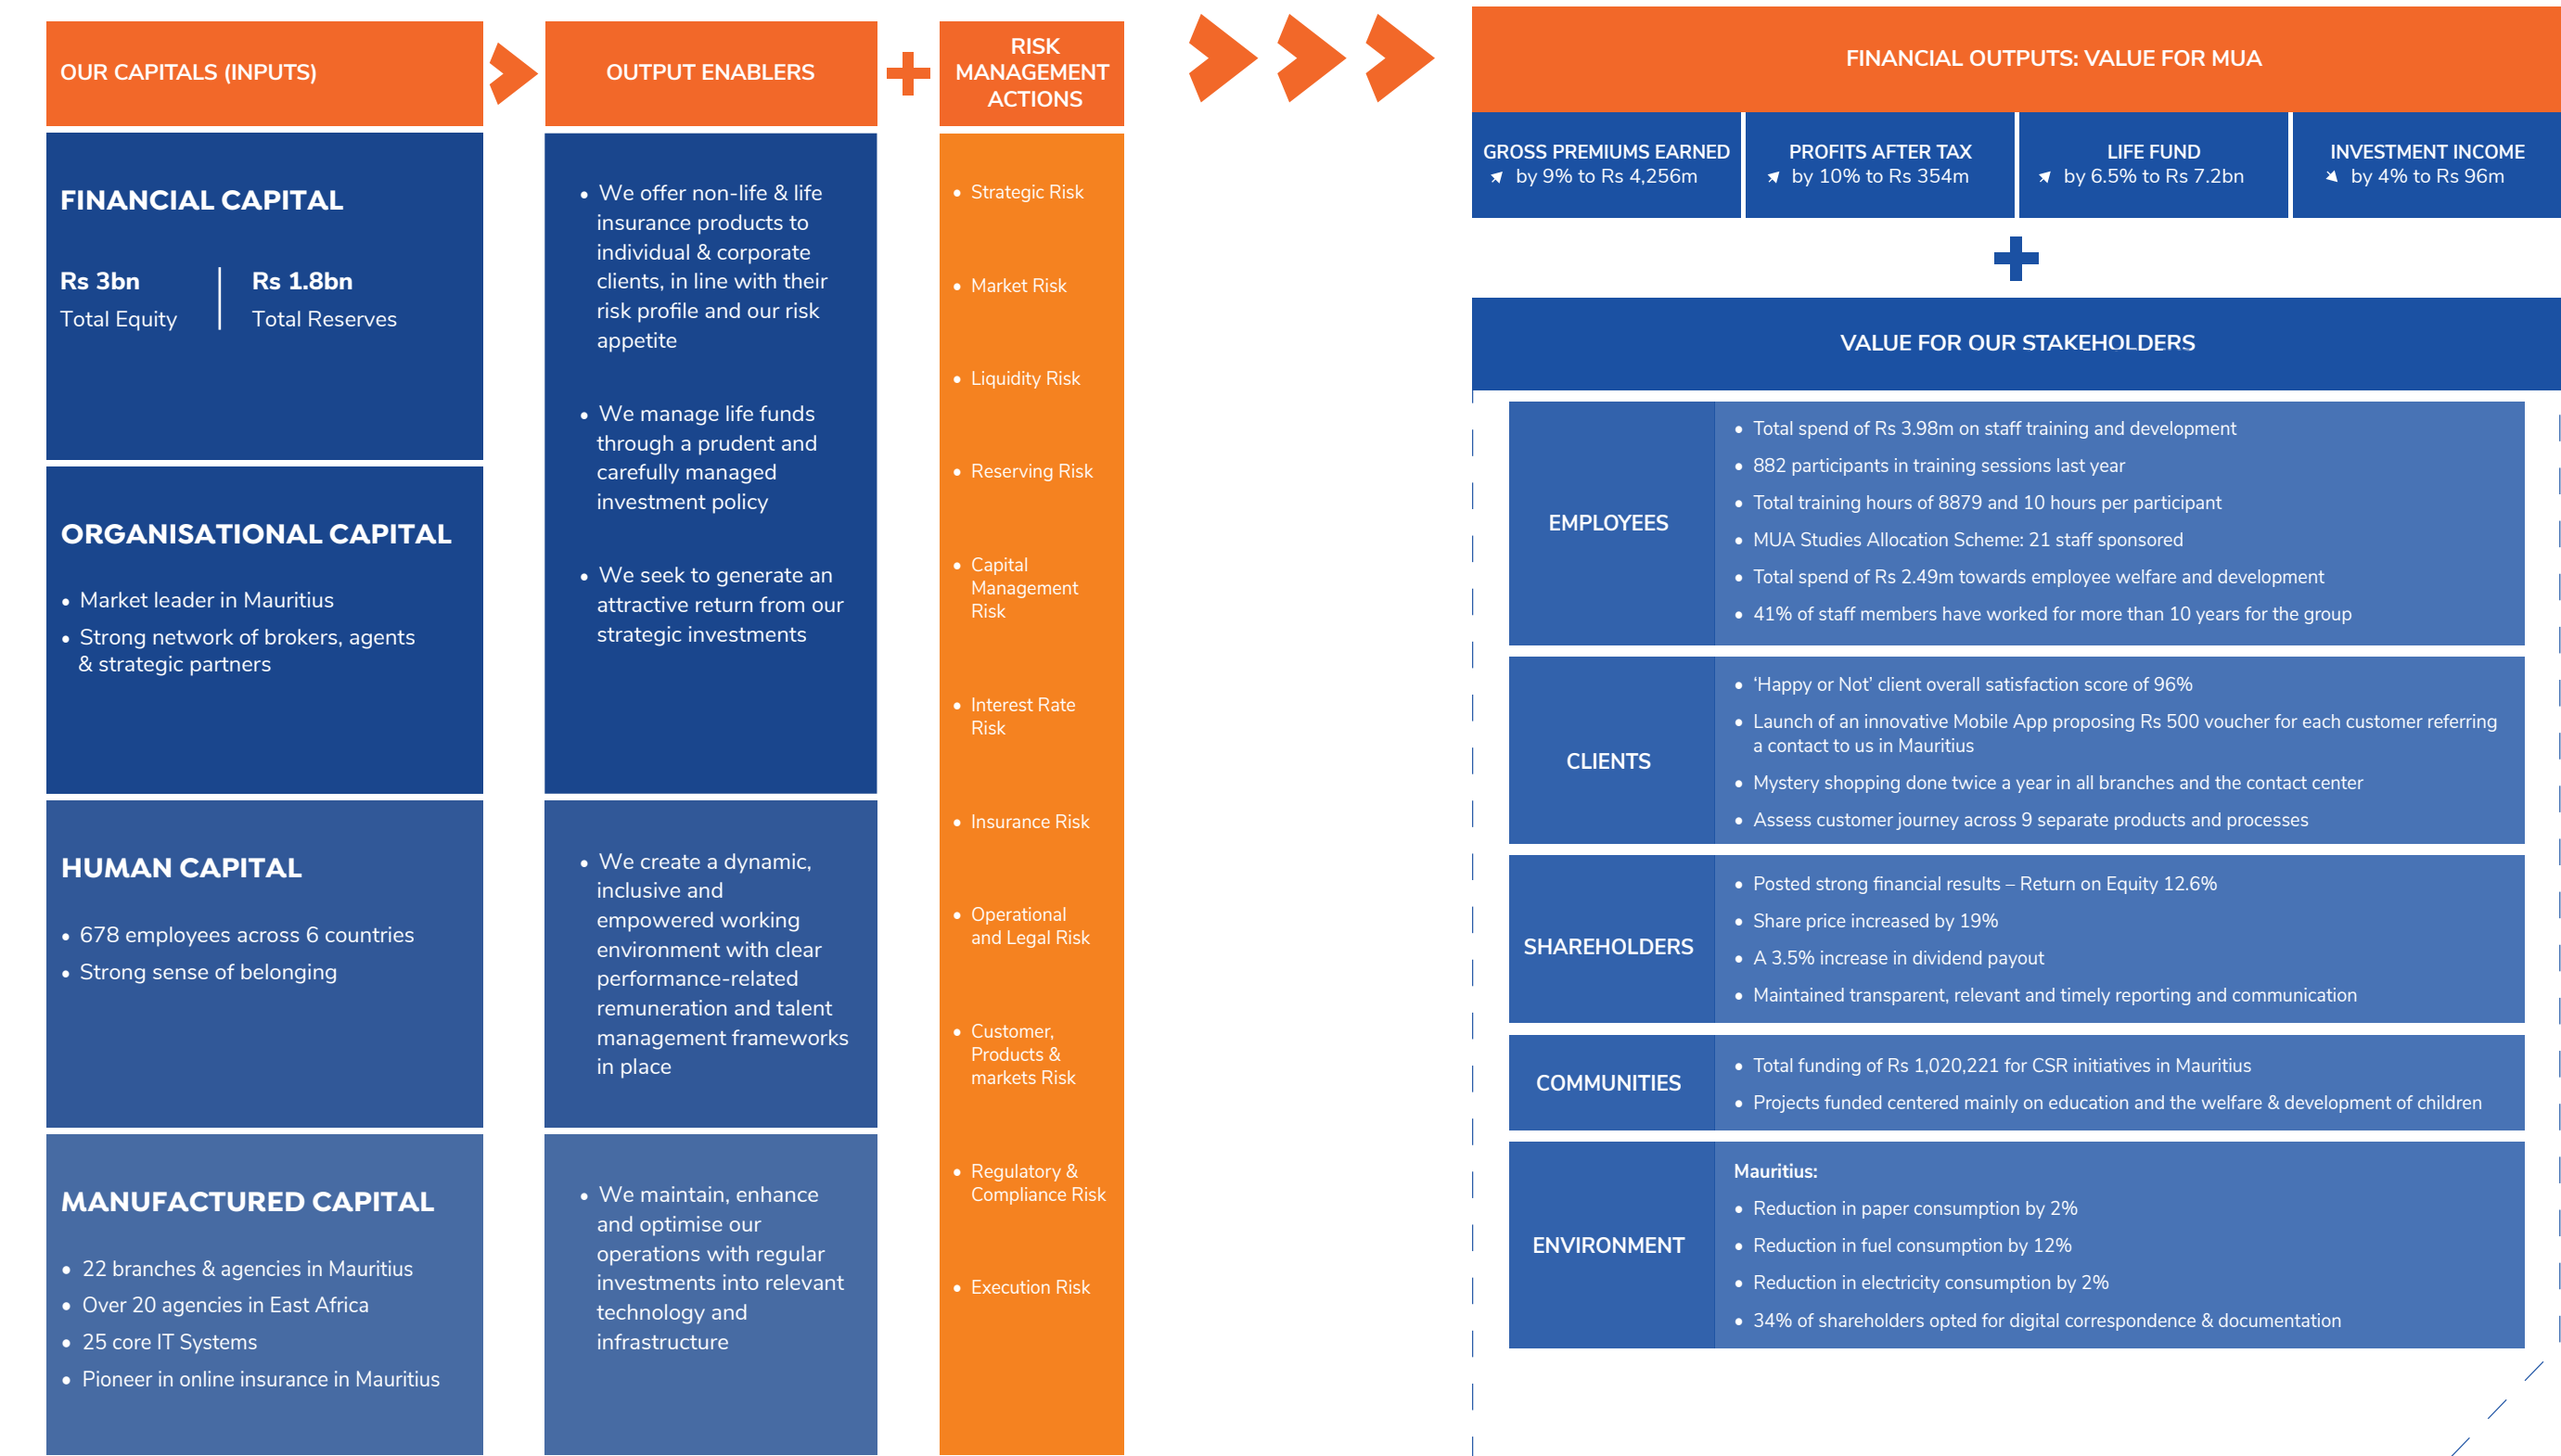 OUR CAPITALS (INPUTS)
FINANCIAL CAPITAL
Rs 3bn
Total Equity
Rs 1.8bn
Total Reserves
ORGANISATIONAL CAPITAL
• Market leader in Mauritius
• Strong network of brokers, agents
& strategic partners
HUMAN CAPITAL
• 678 employees across 6 countries
• Strong sense of belonging
MANUFACTURED CAPITAL
• 22 branches & agencies in Mauritius
• Over 20 agencies in East Africa
• 25 core IT Systems
• Pioneer in online insurance in Mauritius
OUTPUT ENABLERS
• We offer non-life & life
insurance products to
individual & corporate
clients, in line with their
risk profile and our risk
appetite
• We manage life funds
through a prudent and
carefully managed
investment policy
• We seek to generate an
attractive return from our
strategic investments
• We create a dynamic,
inclusive and
empowered working
environment with clear
performance-related
remuneration and talent
management frameworks
in place
• We maintain, enhance
and optimise our
operations with regular
investments into relevant
technology and
infrastructure
RISK
MANAGEMENT
ACTIONS
• Strategic Risk
• Market Risk
• Liquidity Risk
• Reserving Risk
• Capital
Management
Risk
• Interest Rate
Risk
• Insurance Risk
• Operational
and Legal Risk
• Customer,
Products &
markets Risk
• Regulatory &
Compliance Risk
• Execution Risk
FINANCIAL OUTPUTS: VALUE FOR MUA
GROSS PREMIUMS EARNED
by 9% to Rs 4,256m
PROFITS AFTER TAX
by 10% to Rs 354m
LIFE FUND
by 6.5% to Rs 7.2bn
INVESTMENT INCOME
by 4% to Rs 96m
VALUE FOR OUR STAKEHOLDERS
EMPLOYEES
• Total spend of Rs 3.98m on staff training and development
• 882 participants in training sessions last year
• Total training hours of 8879 and 10 hours per participant
• MUA Studies Allocation Scheme: 21 staff sponsored
• Total spend of Rs 2.49m towards employee welfare and development
• 41% of staff members have worked for more than 10 years for the group
CLIENTS
• ‘Happy or Not’ client overall satisfaction score of 96%
• Launch of an innovative Mobile App proposing Rs 500 voucher for each customer referring
a contact to us in Mauritius
• Mystery shopping done twice a year in all branches and the contact center
• Assess customer journey across 9 separate products and processes
SHAREHOLDERS
• Posted strong financial results – Return on Equity 12.6%
• Share price increased by 19%
• A 3.5% increase in dividend payout
• Maintained transparent, relevant and timely reporting and communication
COMMUNITIES
• Total funding of Rs 1,020,221 for CSR initiatives in Mauritius
• Projects funded centered mainly on education and the welfare & development of children
ENVIRONMENT
Mauritius:
• Reduction in paper consumption by 2%
• Reduction in fuel consumption by 12%
• Reduction in electricity consumption by 2%
• 34% of shareholders opted for digital correspondence & documentation